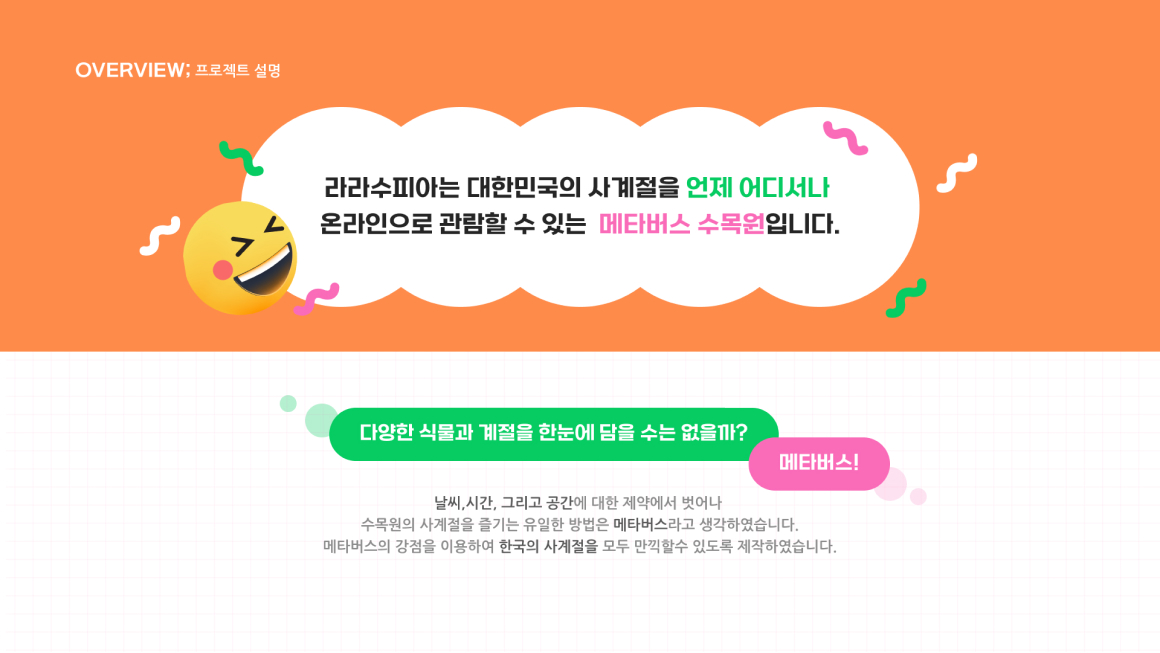 OVERVIEW; 프로젝트 설명
라라수피아는 대한민국의 사계절을 언제 어디서나
온라인으로 관람할 수 있는 메타버스 수목원입니다.
다양한 식물과 계절을 한눈에 담을 수는 없을까?
메타버스!
날씨,시간, 그리고 공간에 대한 제약에서 벗어나
수목원의 사계절을 즐기는 유일한 방법은 메타버스라고 생각하였습니다.
메타버스의 강점을 이용하여 한국의 사계절을 모두 만끽할수 있도록 제작하였습니다.